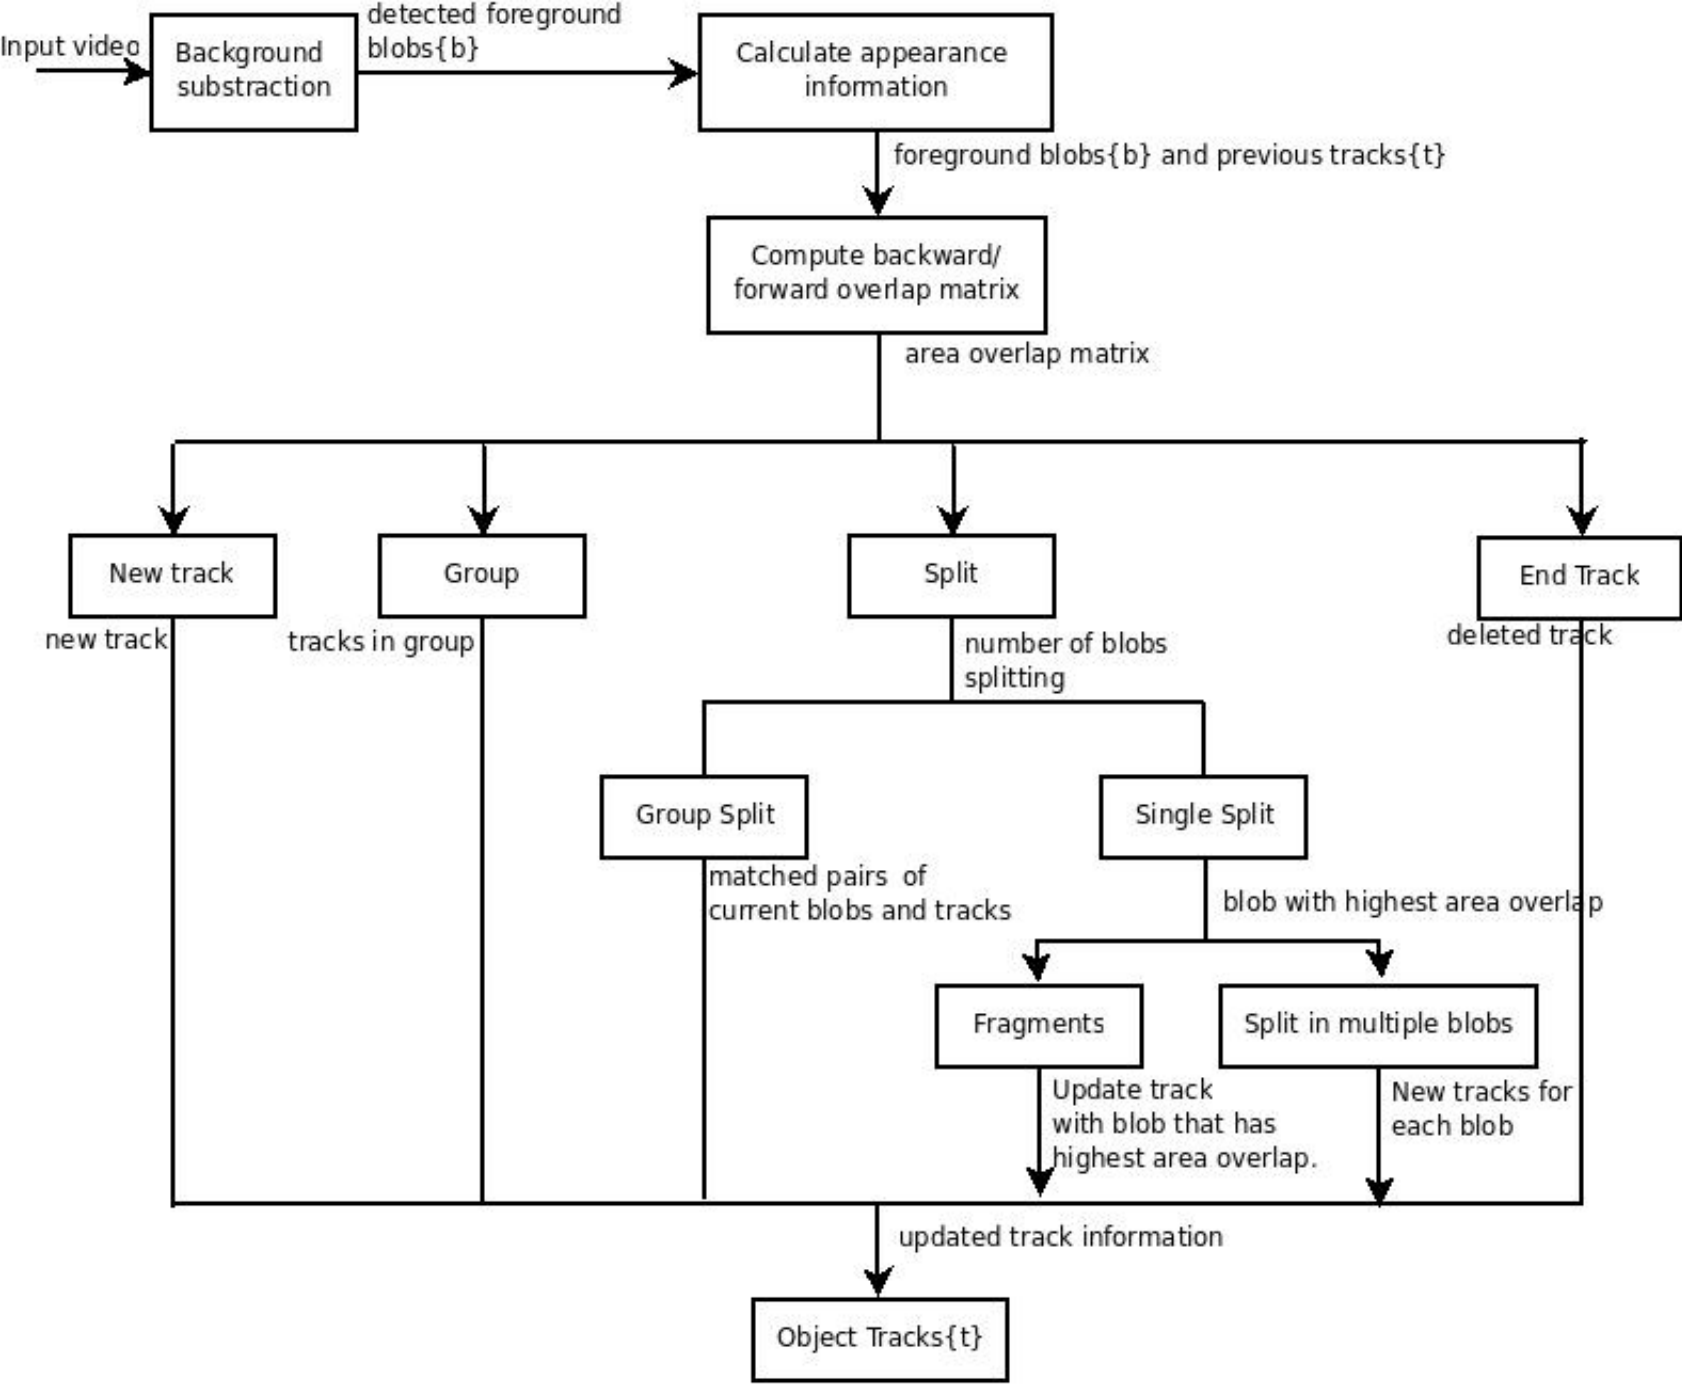 Input video
Background
substraction
detected foreground
blobs{b}
Calculate appearance
information
foreground blobs{b} and previous tracks{t}
Compute backward/
forward overlap matrix
area overlap matrix
New track
Group
Split
End Track
new track
tracks in group
number of blobs
splitting
deleted track
Group Split
Single Split
matched pairs of
current blobs and tracks
blob with highest area overlap
Fragments
Split in multiple blobs
Update track
with blob that has
highest area overlap.
New tracks for
each blob
updated track information
Object Tracks{t}